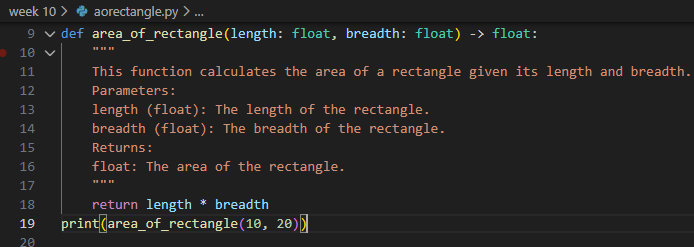 week 10 > aorectangle.py > ...
9 def area_of_rectangle(length: float, breadth: float) -> float:
10 """
11 This function calculates the area of a rectangle given its length and breadth.
12 Parameters:
13 length (float): The length of the rectangle.
14 breadth (float): The breadth of the rectangle.
15 Returns:
16 float: The area of the rectangle.
17 """
18 return length * breadth
19 print(area_of_rectangle(10, 20))
20